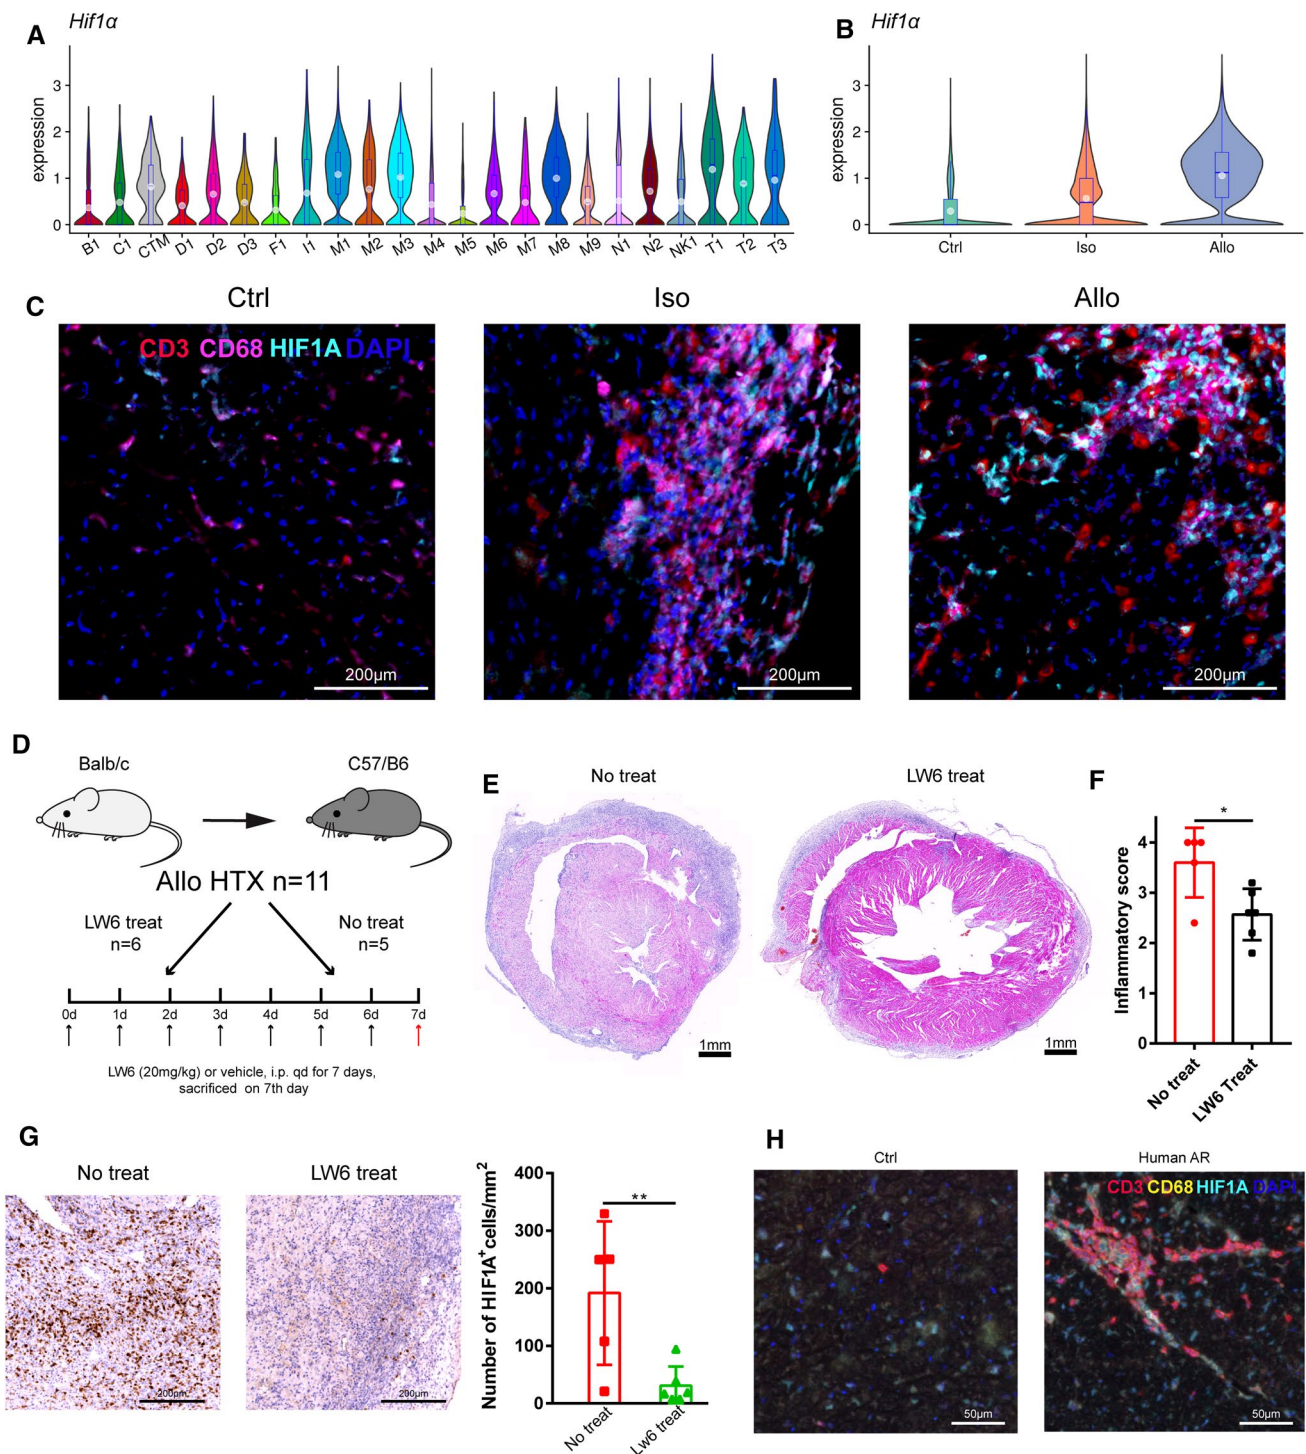 A
Hif1α
expression
3
2
1
0
B1 C1 CTM D1 D2 D3 F1 I1 M1 M2 M3 M4 M5 M6 M7 M8 M9 N1 N2 NK1 T1 T2 T3
B
Hif1α
expression
3
2
1
0
Ctrl Iso Allo
C
Ctrl
CD3 CD68 HIF1A DAPI
200μm
Iso
200μm
Allo
200μm
D
Balb/c
C57/B6
Allo HTX n=11
LW6 treat
n=6
No treat
n=5
0d 1d 2d 3d 4d 5d 6d 7d
LW6 (20mg/kg) or vehicle, i.p. qd for 7 days,
sacrificed on 7th day
E
No treat
1mm
LW6 treat
1mm
F
*
Inflammatory score
4
3
2
1
0
No treat
LW6 Treat
G
No treat
200μm
LW6 treat
200μm
Number of HIF1A⁺cells/mm²
400
300
200
100
0
**
No treat
Lw6 treat
H
Ctrl
50μm
Human AR
CD3 CD68 HIF1A DAPI
50μm